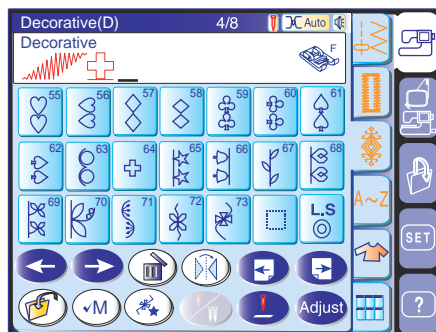 Decorative(D) 4/8 Auto
Decorative F
55 56 57 58 59 60 61
62 63 64 65 66 67 68
69 70 71 72 73 L.S
A~Z
SET
M Adjust ?